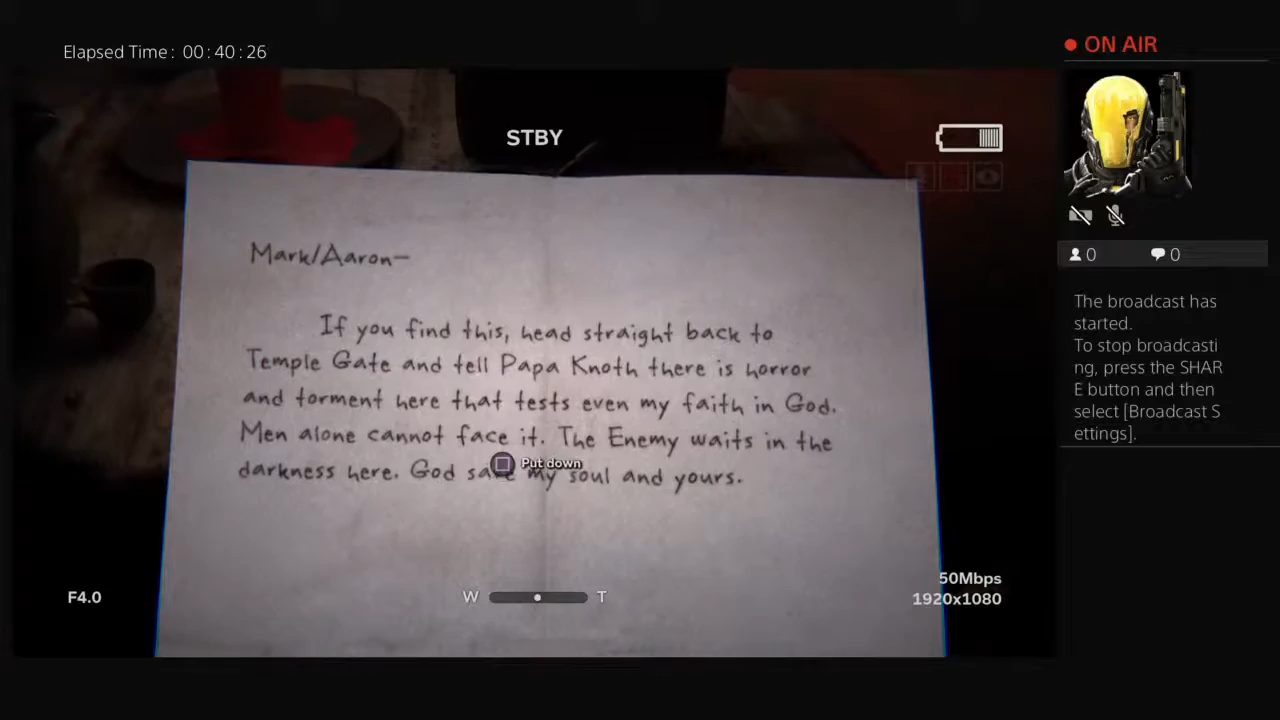 Elapsed Time: 00:40:26
ON AIR
STBY
Mark/Aaron—
If you find this, head straight back to
Temple Gate and tell Papa Knoth there is horror
and torment here that tests even my faith in God.
Men alone cannot face it. The Enemy waits in the
darkness here. God save my soul and yours.
Put down
F4.0
W T
50Mbps
1920x1080
0 0
The broadcast has
started.
To stop broadcasti
ng, press the SHAR
E button and then
select [Broadcast S
ettings].